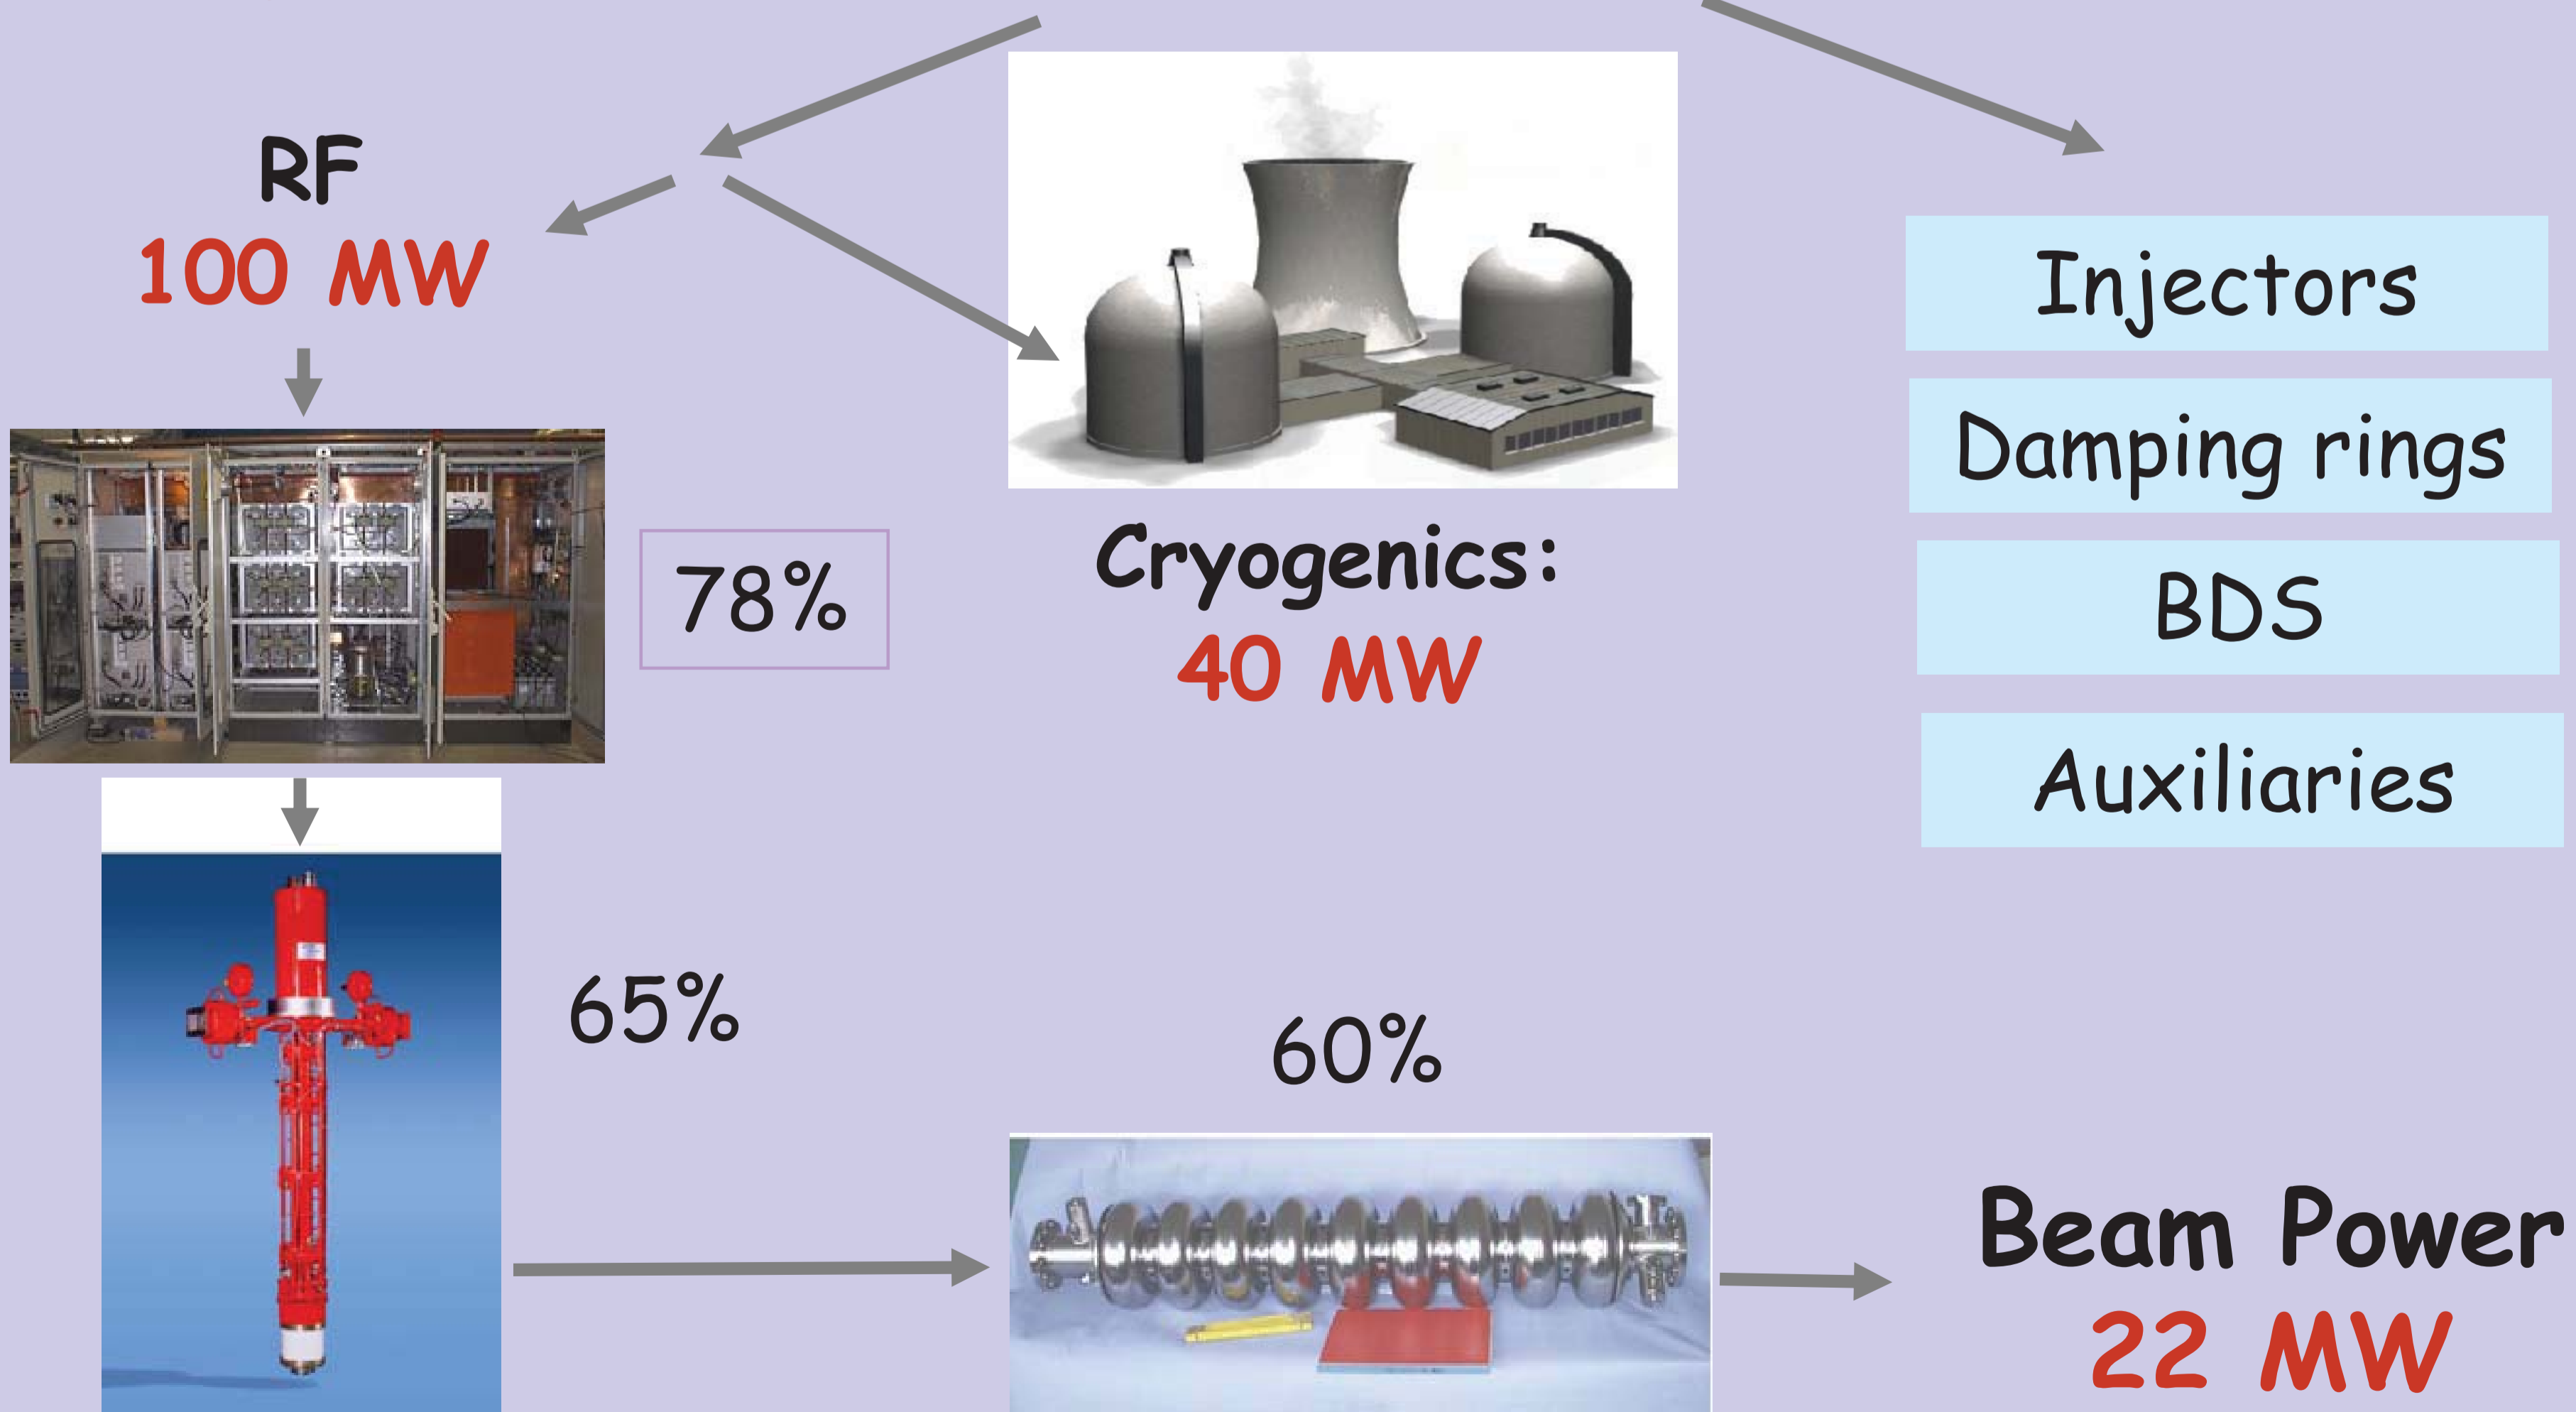 RF
100 MW
78%
Cryogenics:
40 MW
Injectors
Damping rings
BDS
Auxiliaries
65%
60%
Beam Power
22 MW